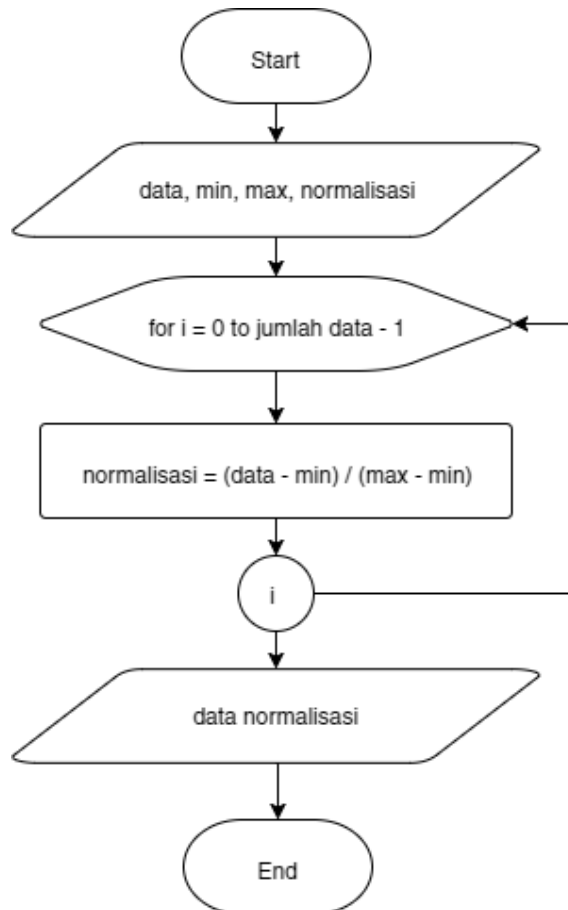 Start
data, min, max, normalisasi
for i = 0 to jumlah data - 1
normalisasi = (data - min) / (max - min)
i
data normalisasi
End